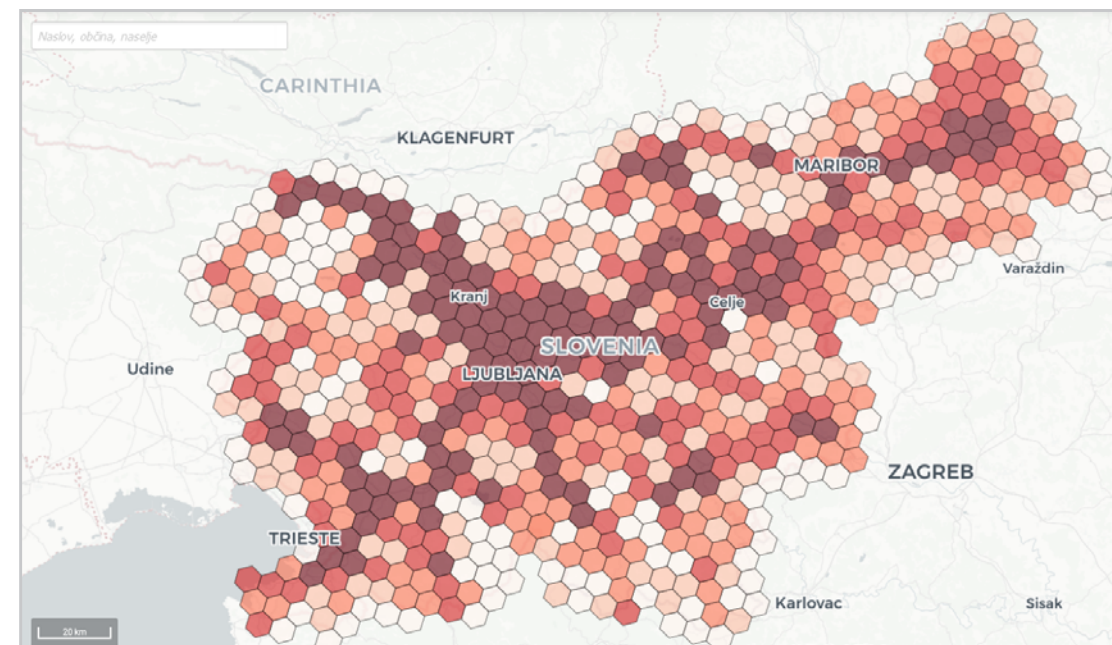 Naslov, občina, naselje
CARINTHIA
KLAGENFURT
MARIBOR
Varaždin
Kranj
Celje
SLOVENIA
Udine
LJUBLJANA
ZAGREB
TRIESTE
Karlovac
Sisak
20 km